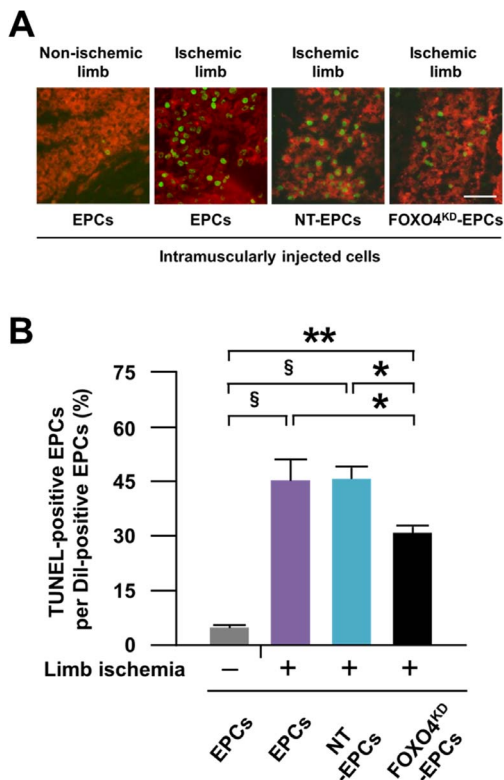 A
Non-ischemic limb
Ischemic limb
Ischemic limb
Ischemic limb
EPCs
EPCs
NT-EPCs
FOXO4KD-EPCs
Intramuscularly injected cells
B
**
§
*
§
*
TUNEL-positive EPCs
per DiI-positive EPCs (%)
75
60
45
30
15
0
Limb ischemia
–
+
+
+
EPCs
EPCs
NT
-EPCs
FOXO4KD
-EPCs